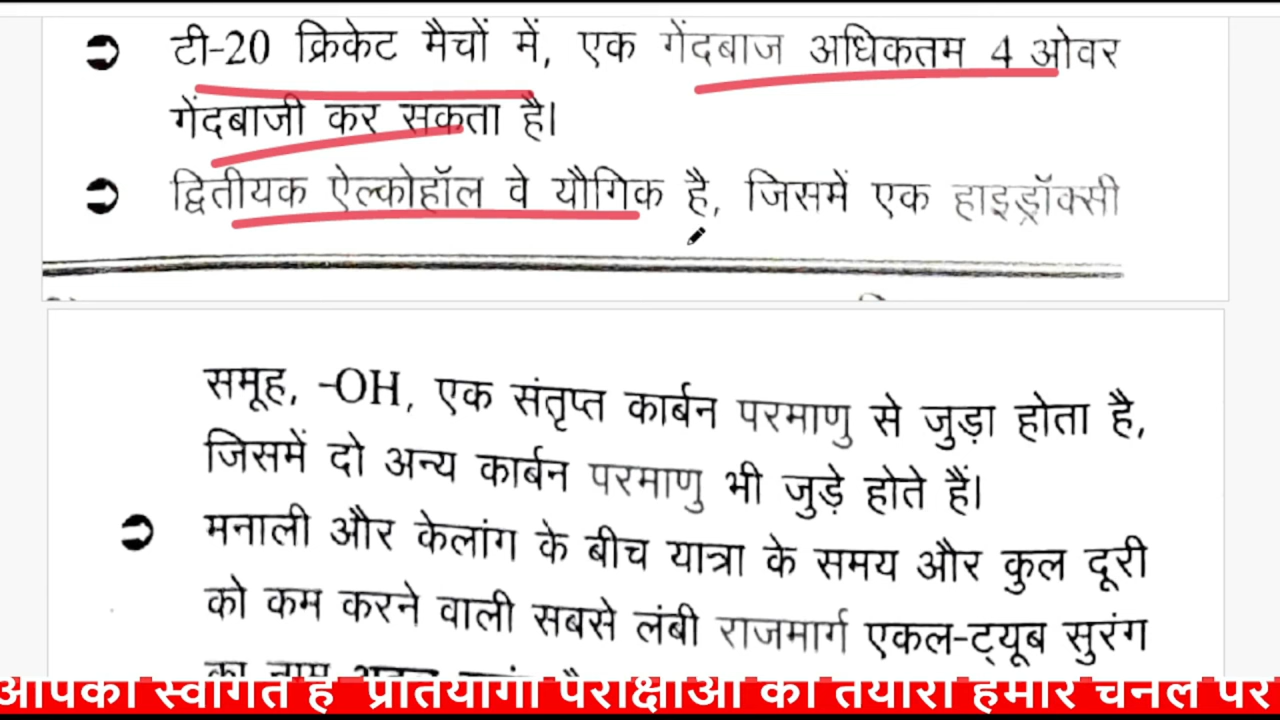 टी-20 क्रिकेट मैचों में, एक गेंदबाज अधिकतम 4 ओवर
गेंदबाजी कर सकता है।
द्वितीयक ऐल्कोहॉल वे यौगिक है, जिसमें एक हाइड्रॉक्सी
समूह, -OH, एक संतृप्त कार्बन परमाणु से जुड़ा होता है,
जिसमें दो अन्य कार्बन परमाणु भी जुड़े होते हैं।
मनाली और केलांग के बीच यात्रा के समय और कुल दूरी
को कम करने वाली सबसे लंबी राजमार्ग एकल-ट्यूब सुरंग
का नाम
आपका स्वागत है प्रतियोगी परीक्षाओं की तैयारी हमारे चैनल पर